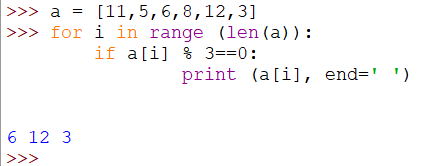 >>> a = [11,5,6,8,12,3]
>>> for i in range (len(a)):
        if a[i] % 3==0:
                print (a[i], end=' ')
6 12 3
>>>